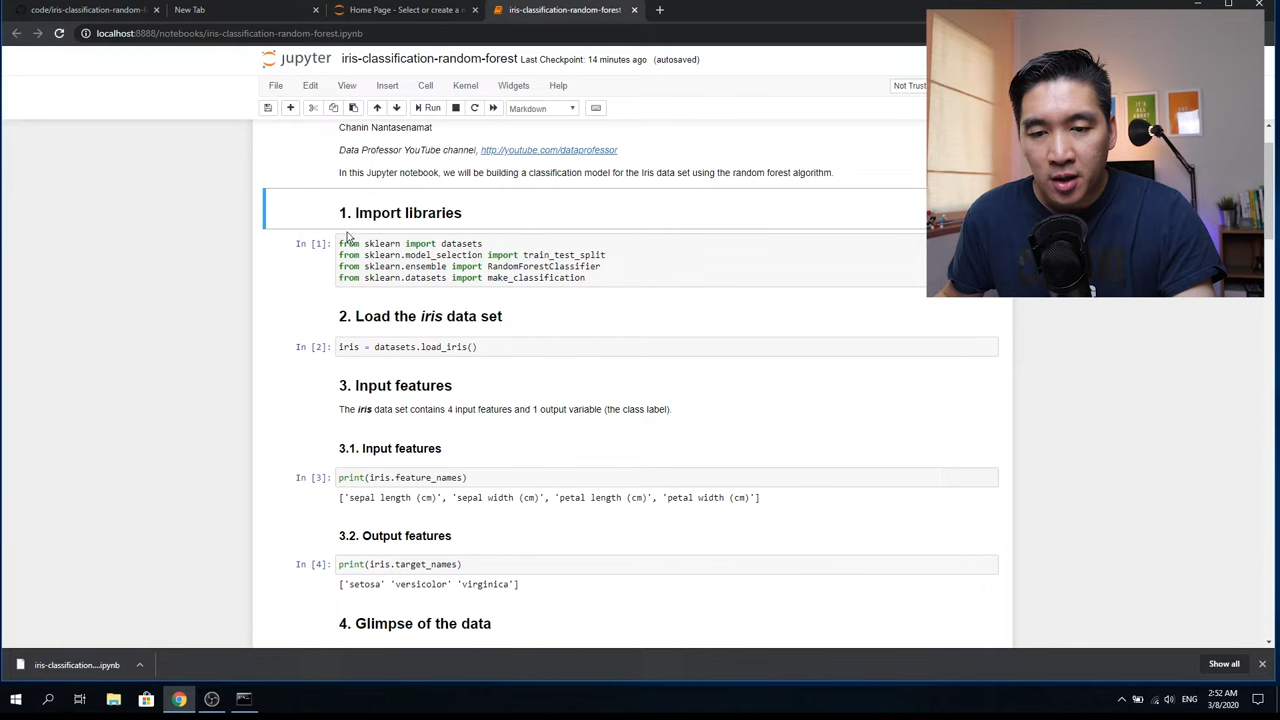 code/iris-classification-random-f
New Tab
Home Page - Select or create a n
iris-classification-random-forest
localhost:8888/notebooks/iris-classification-random-forest.ipynb
jupyter iris-classification-random-forest Last Checkpoint: 14 minutes ago (autosaved)
File Edit View Insert Cell Kernel Widgets Help Not Trust
Run Markdown
Chanin Nantasenamat
Data Professor YouTube channel, http://youtube.com/dataprofessor
In this Jupyter notebook, we will be building a classification model for the Iris data set using the random forest algorithm.
1. Import libraries
In [1]: from sklearn import datasets
from sklearn.model_selection import train_test_split
from sklearn.ensemble import RandomForestClassifier
from sklearn.datasets import make_classification
2. Load the iris data set
In [2]: iris = datasets.load_iris()
3. Input features
The iris data set contains 4 input features and 1 output variable (the class label).
3.1. Input features
In [3]: print(iris.feature_names)
['sepal length (cm)', 'sepal width (cm)', 'petal length (cm)', 'petal width (cm)']
3.2. Output features
In [4]: print(iris.target_names)
['setosa' 'versicolor' 'virginica']
4. Glimpse of the data
iris-classification....ipynb
Show all
ENG
2:52 AM
3/8/2020